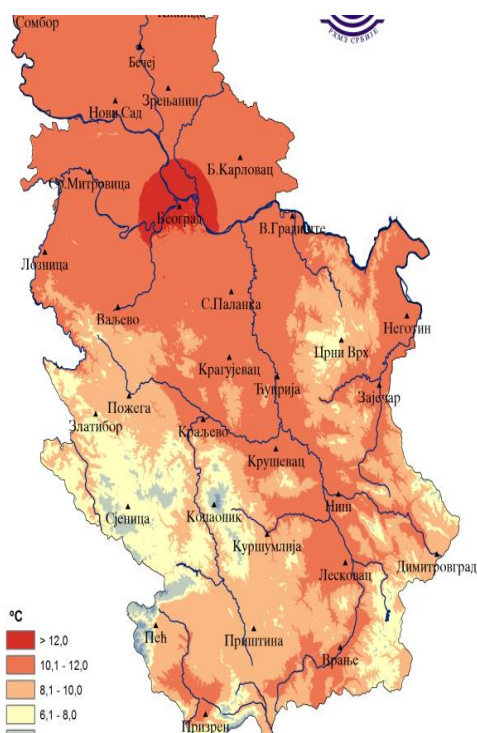 РХМЗ СРБИЈЕ
Сомбор
Бечеј
Зрењанин
Нови Сад
Б.Карловац
Ср.Митровица
Београд
В.Градиште
Лозница
С.Паланка
Ваљево
Неготин
Црни Врх
Крагујевац
Ћуприја
Зајечар
Пожега
Златибор
Краљево
Крушевац
Сјеница
Копаоник
Ниш
Куршумлија
Димитровград
Лесковац
Пећ
Приштина
Врање
Призрен
°C
> 12,0
10,1 - 12,0
8,1 - 10,0
6,1 - 8,0